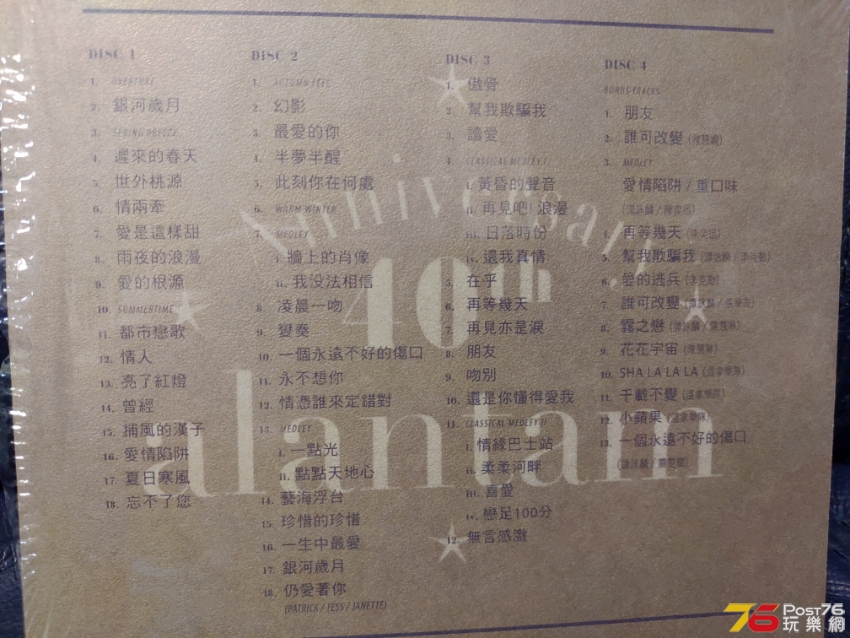 DISC 1
1. OVERTURE
2. 銀河歲月
3. SPRING BREEZE
4. 遲來的春天
5. 世外桃源
6. 情兩牽
7. 愛是這樣甜
8. 雨夜的浪漫
9. 愛的根源
10. SUMMERTIME
11. 都市戀歌
12. 情人
13. 亮了紅燈
14. 曾經
15. 捕風的漢子
16. 愛情陷阱
17. 夏日寒風
18. 忘不了您
DISC 2
1. AUTUMN FEEL
2. 幻影
3. 最愛的你
4. 半夢半醒
5. 此刻你在何處
6. WARM WINTER
7. MEDLEY
i. 牆上的肖像
ii. 我没法相信
8. 凌晨一吻
9. 變奏
10. 一個永遠不好的傷口
11. 永不想你
12. 情憑誰來定錯對
13. MEDLEY
i. 一點光
ii. 點點天地心
14. 藝海浮台
15. 珍惜的珍惜
16. 一生中最愛
17. 銀河歲月
18. 仍愛著你
(PATRICK / TESS / JANETTE)
DISC 3
1. 傲骨
2. 幫我欺騙我
3. 讀愛
4. CLASSICAL MEDLEY I
i. 黃昏的聲音
ii. 再見吧!浪漫
iii. 日落時份
iv. 還我真情
5. 在乎
6. 再等幾天
7. 再見亦是淚
8. 朋友
9. 吻別
10. 還是你懂得愛我
11. CLASSICAL MEDLEY II
i. 情緣巴士站
ii. 柔柔河畔
iii. 喜愛
iv. 戀足100分
12. 無言感激
DISC 4
BONUS TRACKS
1. 朋友
2. 誰可改變
3. MEDLEY
愛情陷阱 / 重口味
4. 再等幾天
5. 幫我欺騙我
6. 愛的逃兵
7. 誰可改變
8. 霧之戀
9. 花花宇宙
10. SHA LA LA LA (溫拿樂隊)
11. 千載不變 (溫拿樂隊)
12. 小蘋果 (溫拿樂隊)
13. 一個永遠不好的傷口
Anniversary
40th
alantam
76 Post76
玩樂網